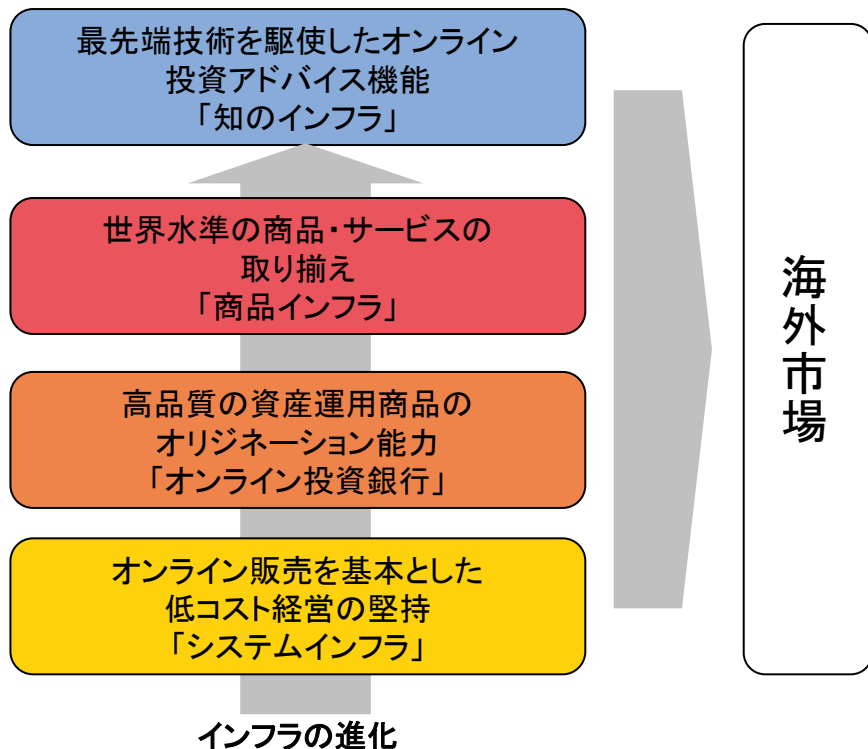 最先端技術を駆使したオンライン
投資アドバイス機能
「知のインフラ」
世界水準の商品・サービスの
取り揃え
「商品インフラ」
高品質の資産運用商品の
オリジネーション能力
「オンライン投資銀行」
オンライン販売を基本とした
低コスト経営の堅持
「システムインフラ」
インフラの進化
海外市場